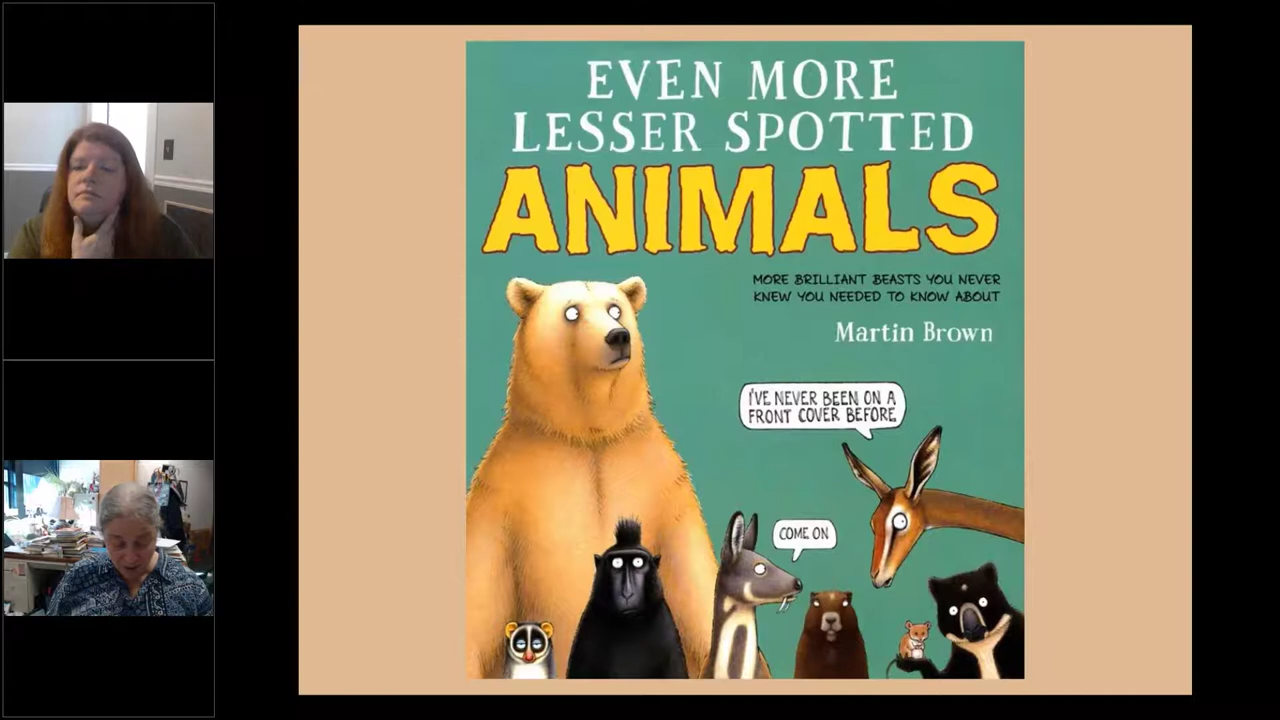 EVEN MORE
LESSER SPOTTED
ANIMALS
MORE BRILLIANT BEASTS YOU NEVER
KNEW YOU NEEDED TO KNOW ABOUT
Martin Brown
I'VE NEVER BEEN ON A
FRONT COVER BEFORE
COME ON